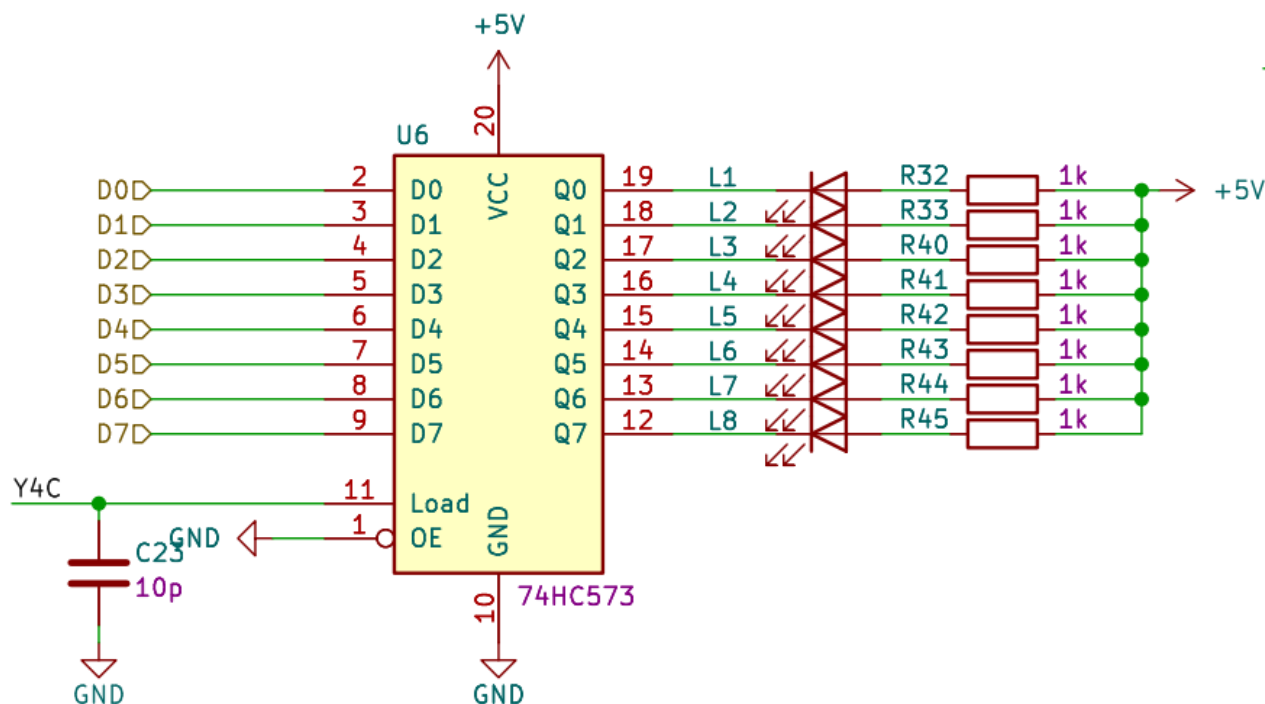 +5V
U6
20
VCC
D0 2 D0 Q0 19 L1 R32 1k +5V
D1 3 D1 Q1 18 L2 R33 1k
D2 4 D2 Q2 17 L3 R40 1k
D3 5 D3 Q3 16 L4 R41 1k
D4 6 D4 Q4 15 L5 R42 1k
D5 7 D5 Q5 14 L6 R43 1k
D6 8 D6 Q6 13 L7 R44 1k
D7 9 D7 Q7 12 L8 R45 1k
Y4C 11 Load
GND 1 OE GND
C23
10p
74HC573
10
GND
GND